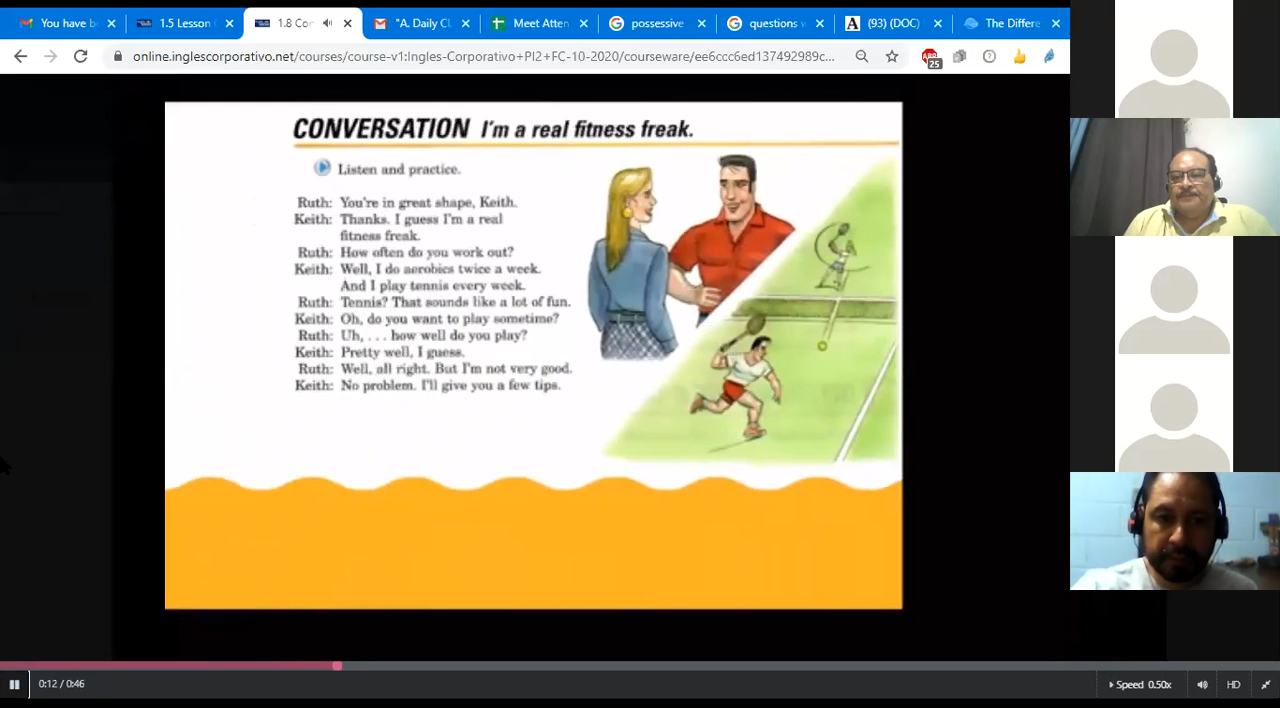 You have b
1.5 Lesson
1.8 Cor
"A. Daily Cl
Meet Atten
possessive
questions w
A
(93) (DOC)
The Differe
online.inglescorporativo.net/courses/course-v1:Ingles-Corporativo+PI2+FC-10-2020/courseware/ee6ccc6ed137492989c...
25
CONVERSATION I'm a real fitness freak.
Listen and practice.
Ruth: You're in great shape, Keith.
Keith: Thanks. I guess I'm a real
fitness freak.
Ruth: How often do you work out?
Keith: Well, I do aerobics twice a week.
And I play tennis every week.
Ruth: Tennis? That sounds like a lot of fun.
Keith: Oh, do you want to play sometime?
Ruth: Uh, . . . how well do you play?
Keith: Pretty well, I guess.
Ruth: Well, all right. But I'm not very good.
Keith: No problem. I'll give you a few tips.
0:12 / 0:46
Speed 0.50x
HD